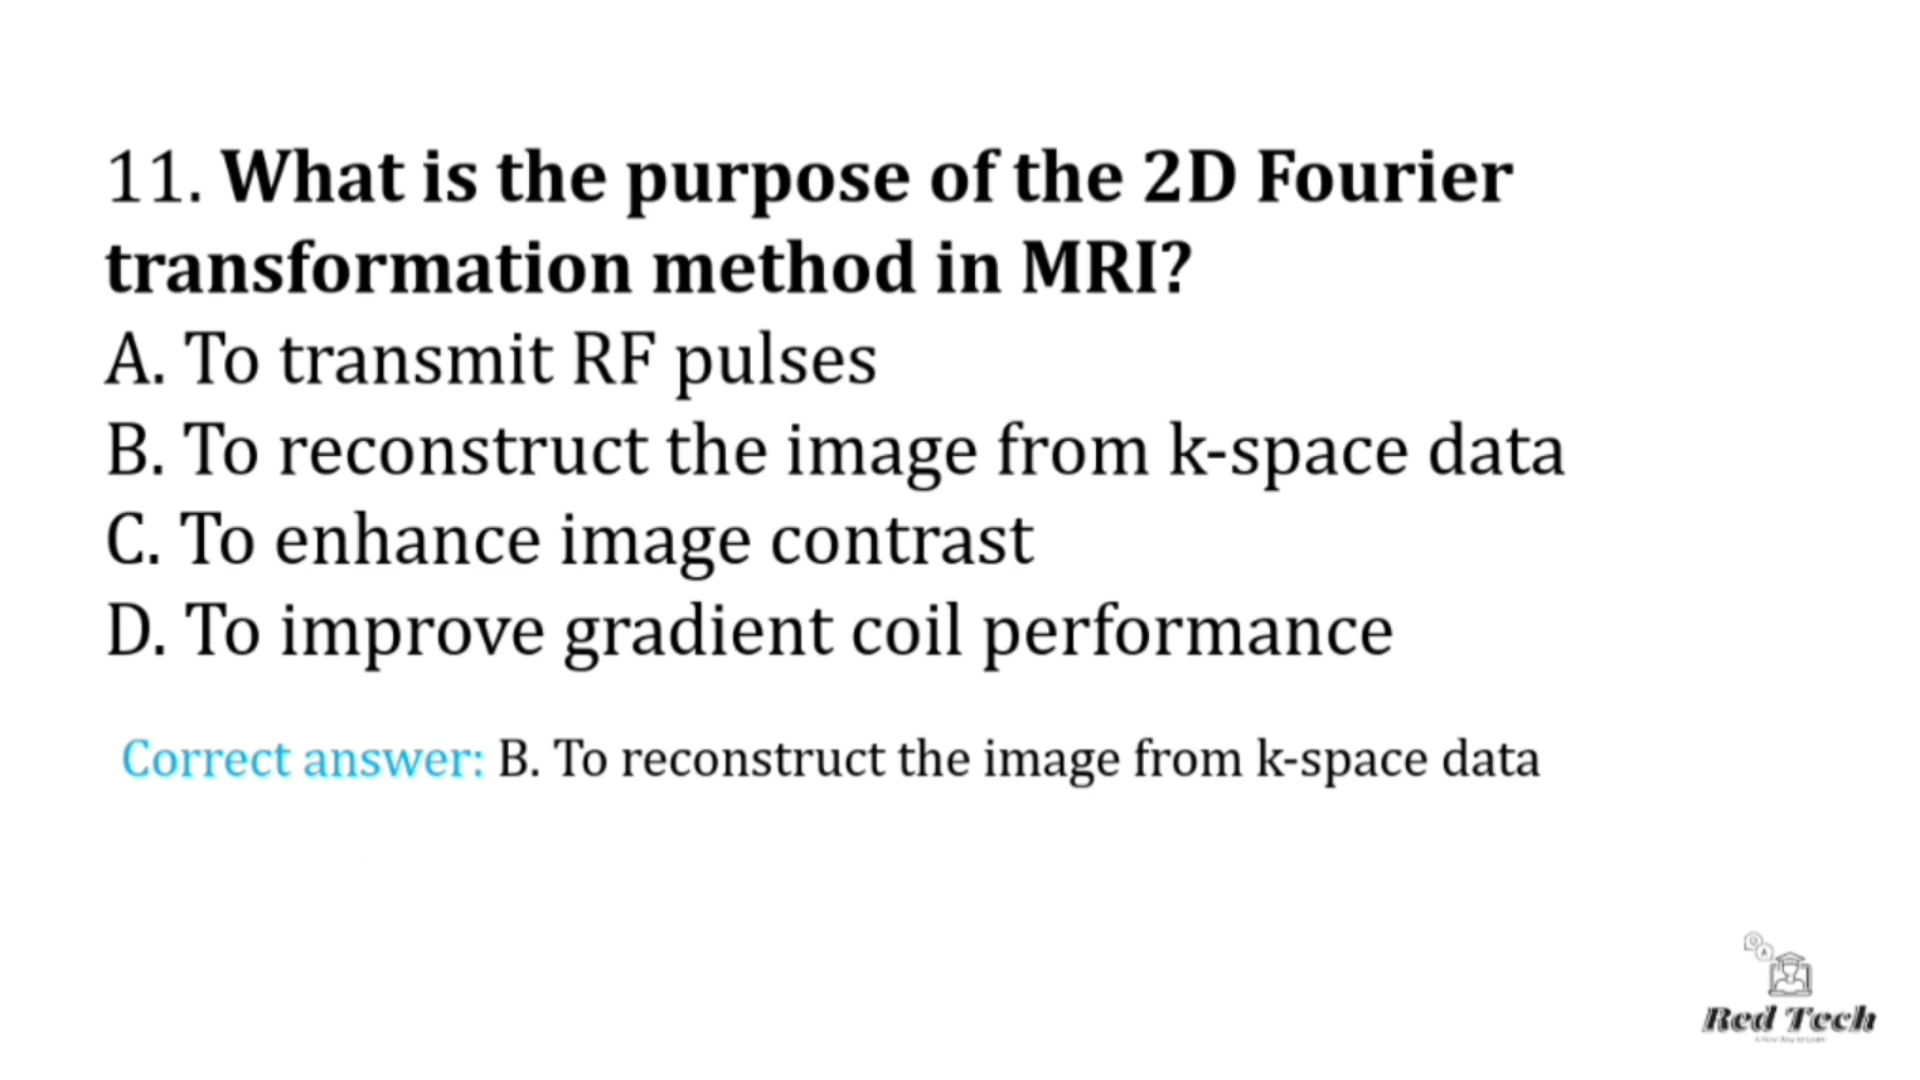 11. What is the purpose of the 2D Fourier
transformation method in MRI?
A. To transmit RF pulses
B. To reconstruct the image from k-space data
C. To enhance image contrast
D. To improve gradient coil performance
Correct answer: B. To reconstruct the image from k-space data
Red Tech